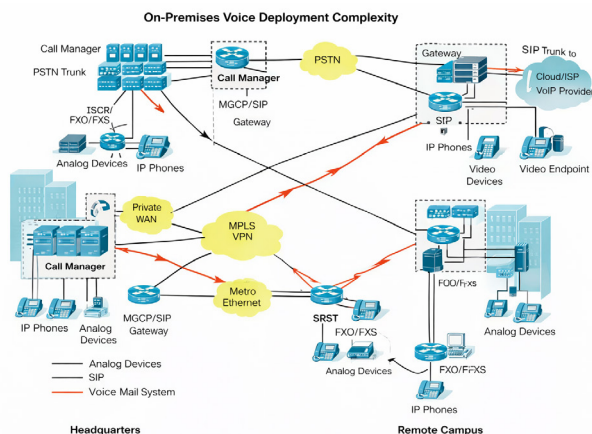 On-Premises Voice Deployment Complexity
Call Manager
PSTN Trunk
Call Manager
MGCP/SIP
Gateway
ISCR/
FXO/FXS
Analog Devices
IP Phones
PSTN
Gateway
SIP
IP Phones
SIP Trunk to
Cloud/ISP
VoIP Provider
Video
Devices
Video Endpoint
Private
WAN
MPLS
VPN
Call Manager
IP Phones
Analog
Devices
MGCP/SIP
Gateway
Metro
Ethernet
SRST
FXO/FXS
Analog Devices
Analog Devices
FXO/FXS
IP Phones
Analog Devices
SIP
Voice Mail System
Headquarters
Remote Campus